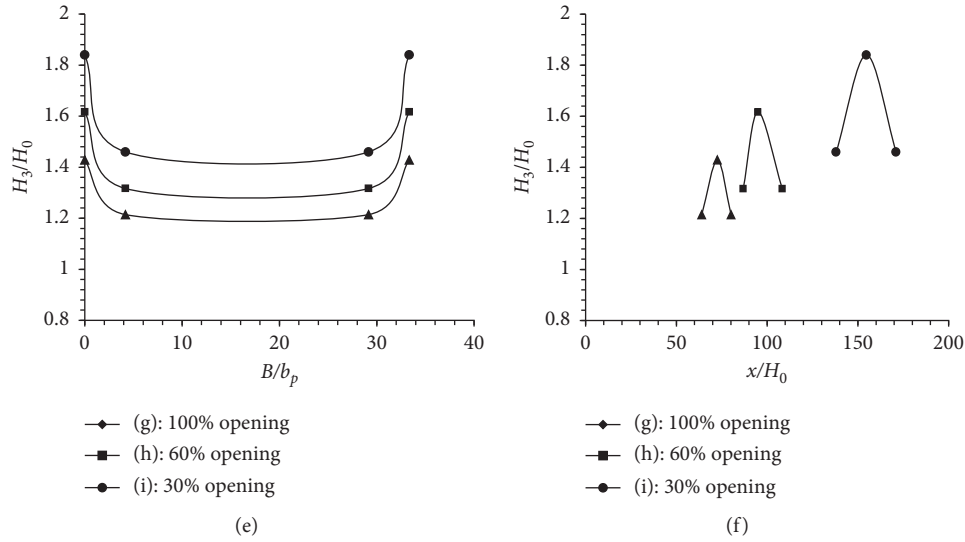 2
1.8
1.6
1.4
1.2
1
0.8
H3/H0
0 10 20 30 40
B/bp
(g): 100% opening
(h): 60% opening
(i): 30% opening
(e)
2
1.8
1.6
1.4
1.2
1
0.8
H3/H0
0 50 100 150 200
x/H0
(g): 100% opening
(h): 60% opening
(i): 30% opening
(f)